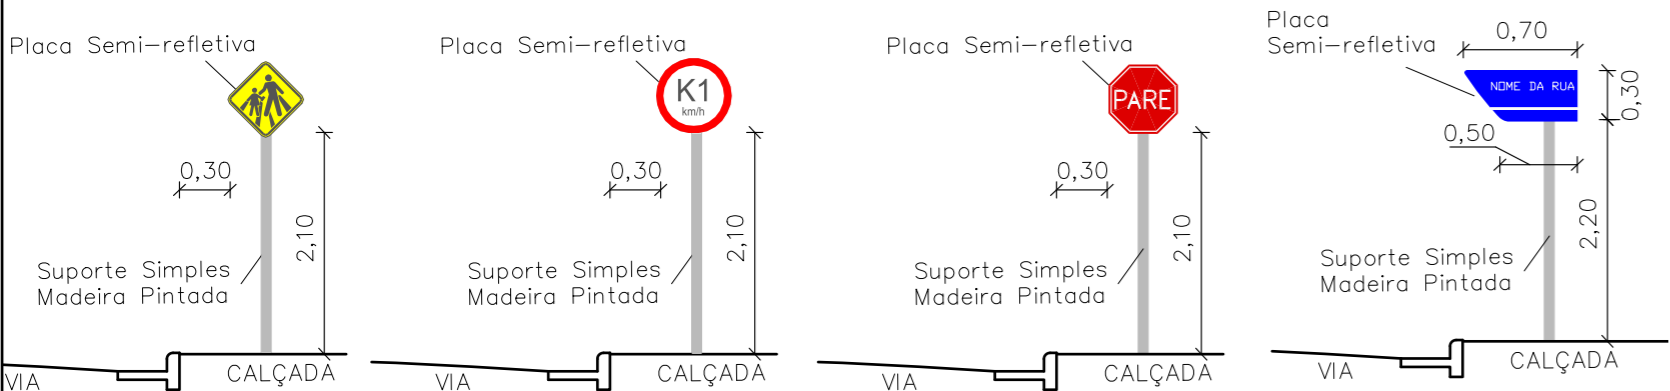 Placa Semi-refletiva
0,30
2,10
Suporte Simples
Madeira Pintada
VIA
CALÇADA
Placa Semi-refletiva
K1
km/h
0,30
2,10
Suporte Simples
Madeira Pintada
VIA
CALÇADA
Placa Semi-refletiva
PARE
0,30
2,10
Suporte Simples
Madeira Pintada
VIA
CALÇADA
Placa
Semi-refletiva
0,70
NOME DA RUA
0,30
0,50
2,20
Suporte Simples
Madeira Pintada
VIA
CALÇADA